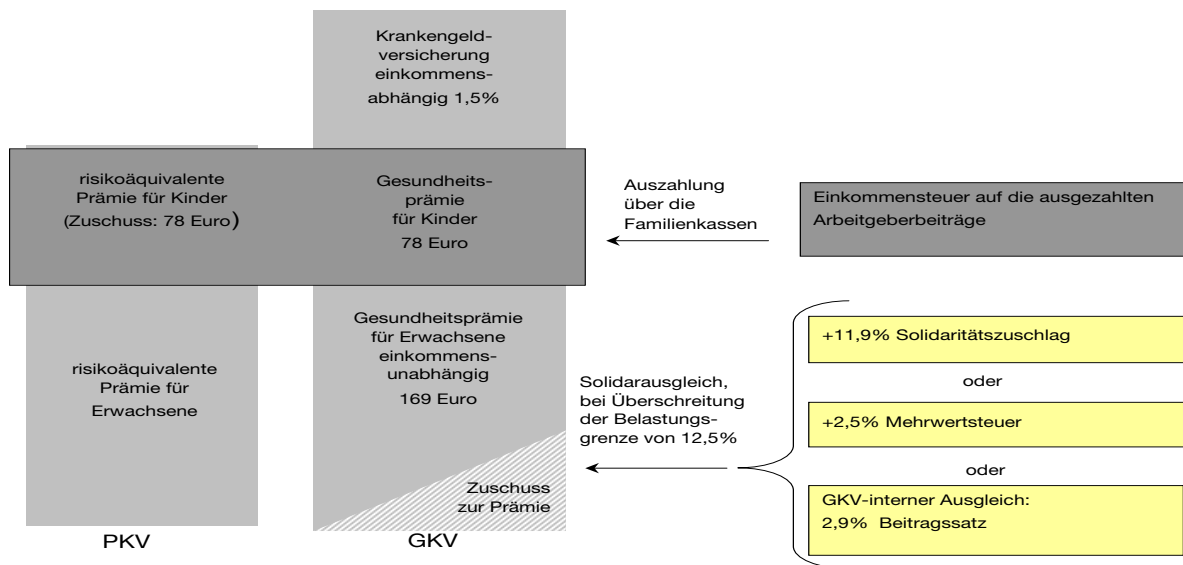 Krankengeld-
versicherung
einkommens-
abhängig 1,5%
risikoäquivalente
Prämie für Kinder
(Zuschuss: 78 Euro)
Gesundheits-
prämie
für Kinder
78 Euro
Auszahlung
über die
Familienkassen
Einkommensteuer auf die ausgezahlten
Arbeitgeberbeiträge
risikoäquivalente
Prämie für
Erwachsene
Gesundheitsprämie
für Erwachsene
einkommens-
unabhängig
169 Euro
Zuschuss
zur Prämie
Solidarausgleich,
bei Überschreitung
der Belastungs-
grenze von 12,5%
+11,9% Solidaritätszuschlag
oder
+2,5% Mehrwertsteuer
oder
GKV-interner Ausgleich:
2,9% Beitragssatz
PKV
GKV